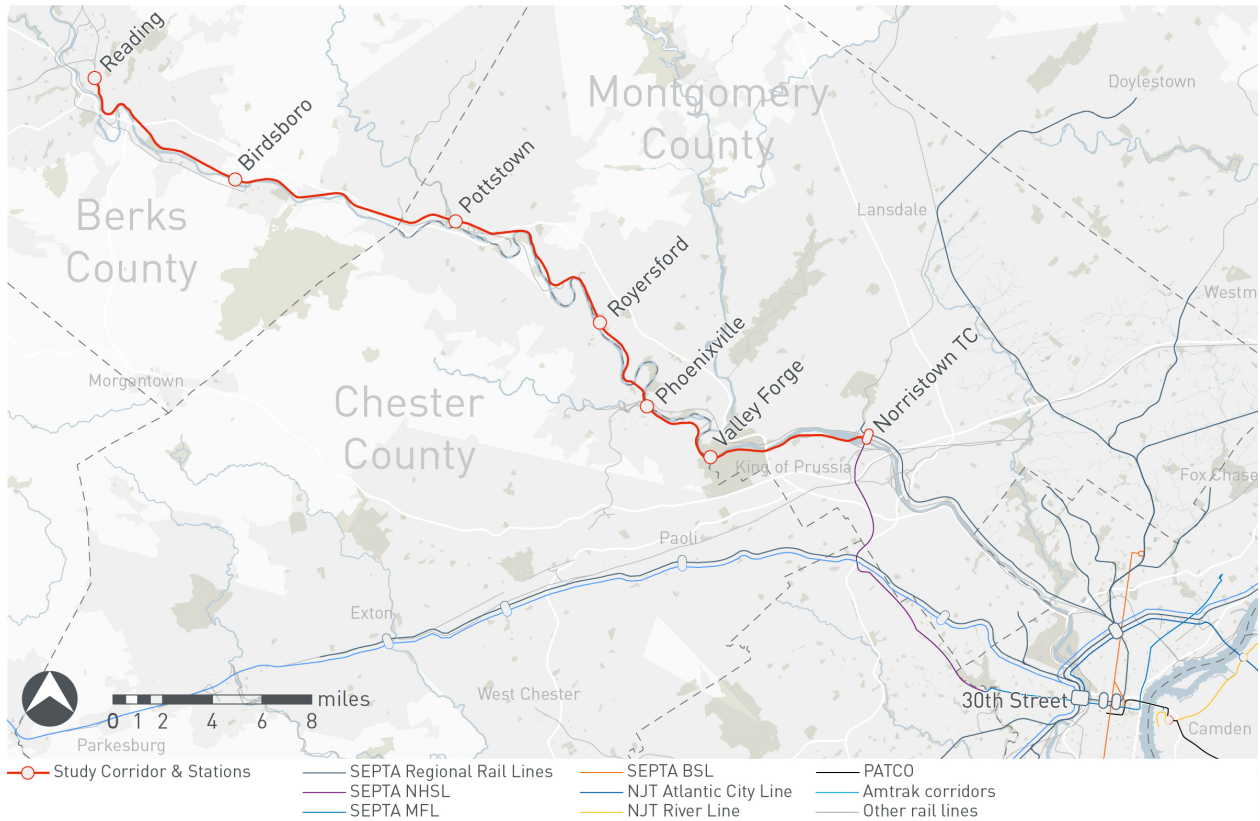 Reading
Birdsboro
Pottstown
Montgomery
County
Doylestown
Berks
County
Lansdale
Royersford
Phoenixville
Valley Forge
Norristown TC
Westm
Morgantown
Chester
County
King of Prussia
Fox Chase
Paoli
Exton
West Chester
30th Street
Camden
Parkesburg
miles
0 1 2 4 6 8
Study Corridor & Stations
SEPTA Regional Rail Lines
SEPTA NHSL
SEPTA MFL
SEPTA BSL
NJT Atlantic City Line
NJT River Line
PATCO
Amtrak corridors
Other rail lines